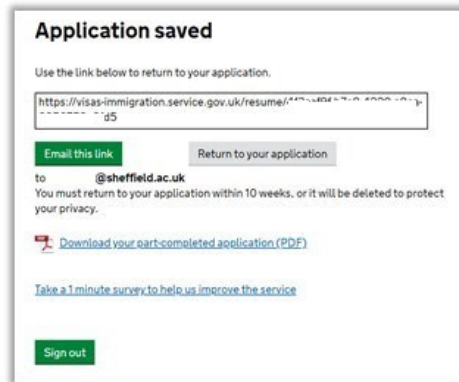 Application saved
Use the link below to return to your application.
https://visas-immigration.service.gov.uk/resume/
d5
Email this link
Return to your application
to @sheffield.ac.uk
You must return to your application within 10 weeks, or it will be deleted to protect
your privacy.
Download your part-completed application (PDF)
Take a 1 minute survey to help us improve the service
Sign out